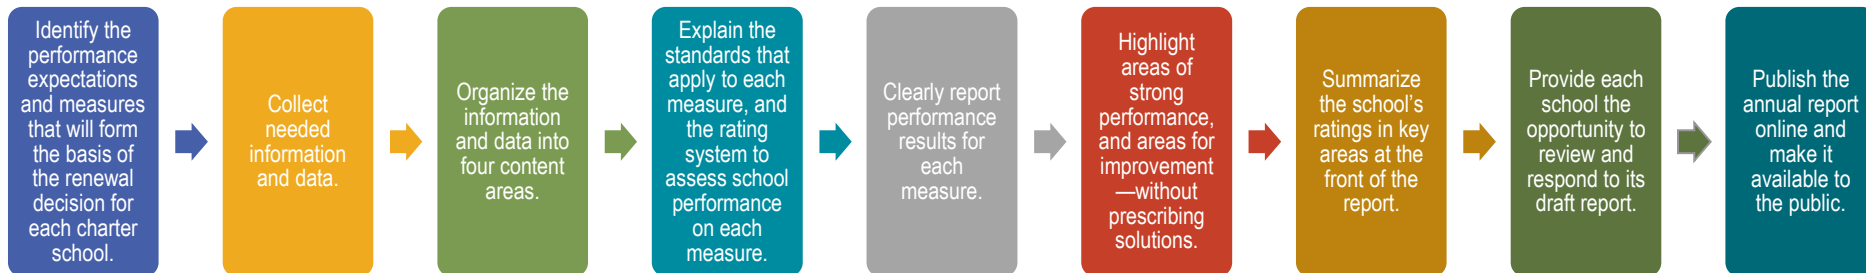 Identify the
performance
expectations
and measures
that will form
the basis of
the renewal
decision for
each charter
school.
Collect
needed
information
and data.
Organize the
information
and data into
four content
areas.
Explain the
standards that
apply to each
measure, and
the rating
system to
assess school
performance
on each
measure.
Clearly report
performance
results for
each
measure.
Highlight
areas of
strong
performance,
and areas for
improvement
—without
prescribing
solutions.
Summarize
the school’s
ratings in key
areas at the
front of the
report.
Provide each
school the
opportunity to
review and
respond to its
draft report.
Publish the
annual report
online and
make it
available to
the public.